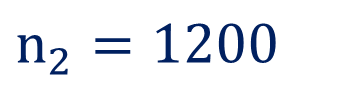 n₂ = 1200